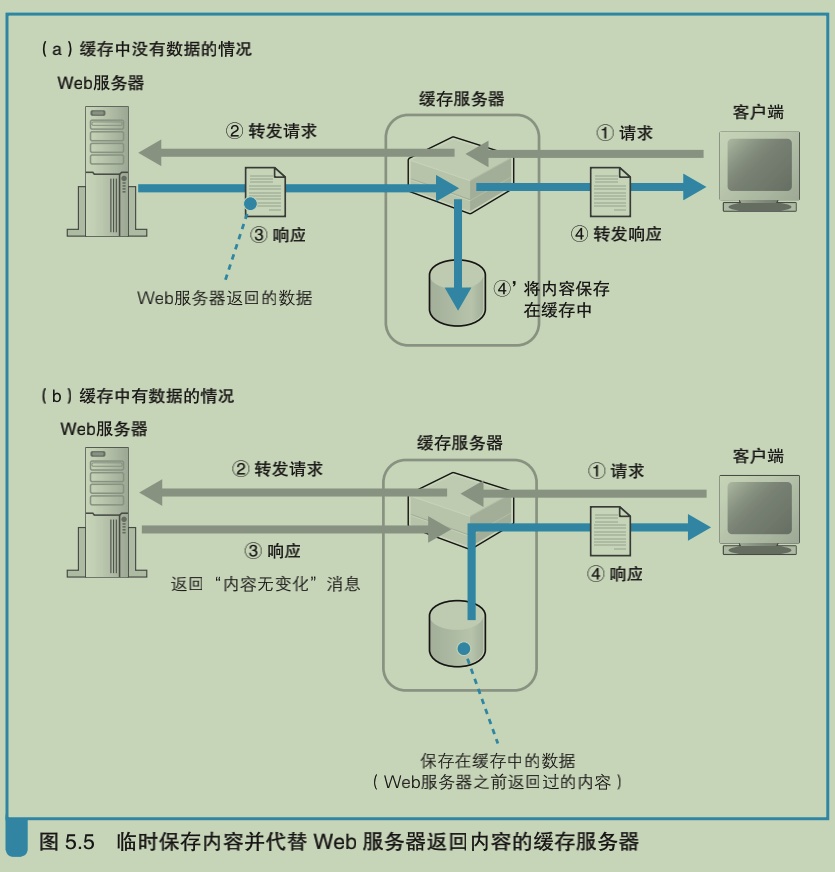 （a）缓存中没有数据的情况
Web服务器
缓存服务器
客户端
② 转发请求
① 请求
③ 响应
④ 转发响应
Web服务器返回的数据
④’ 将内容保存
在缓存中
（b）缓存中有数据的情况
Web服务器
缓存服务器
客户端
② 转发请求
① 请求
③ 响应
返回“内容无变化”消息
④ 响应
保存在缓存中的数据
（Web服务器之前返回过的内容）
图 5.5 临时保存内容并代替 Web 服务器返回内容的缓存服务器